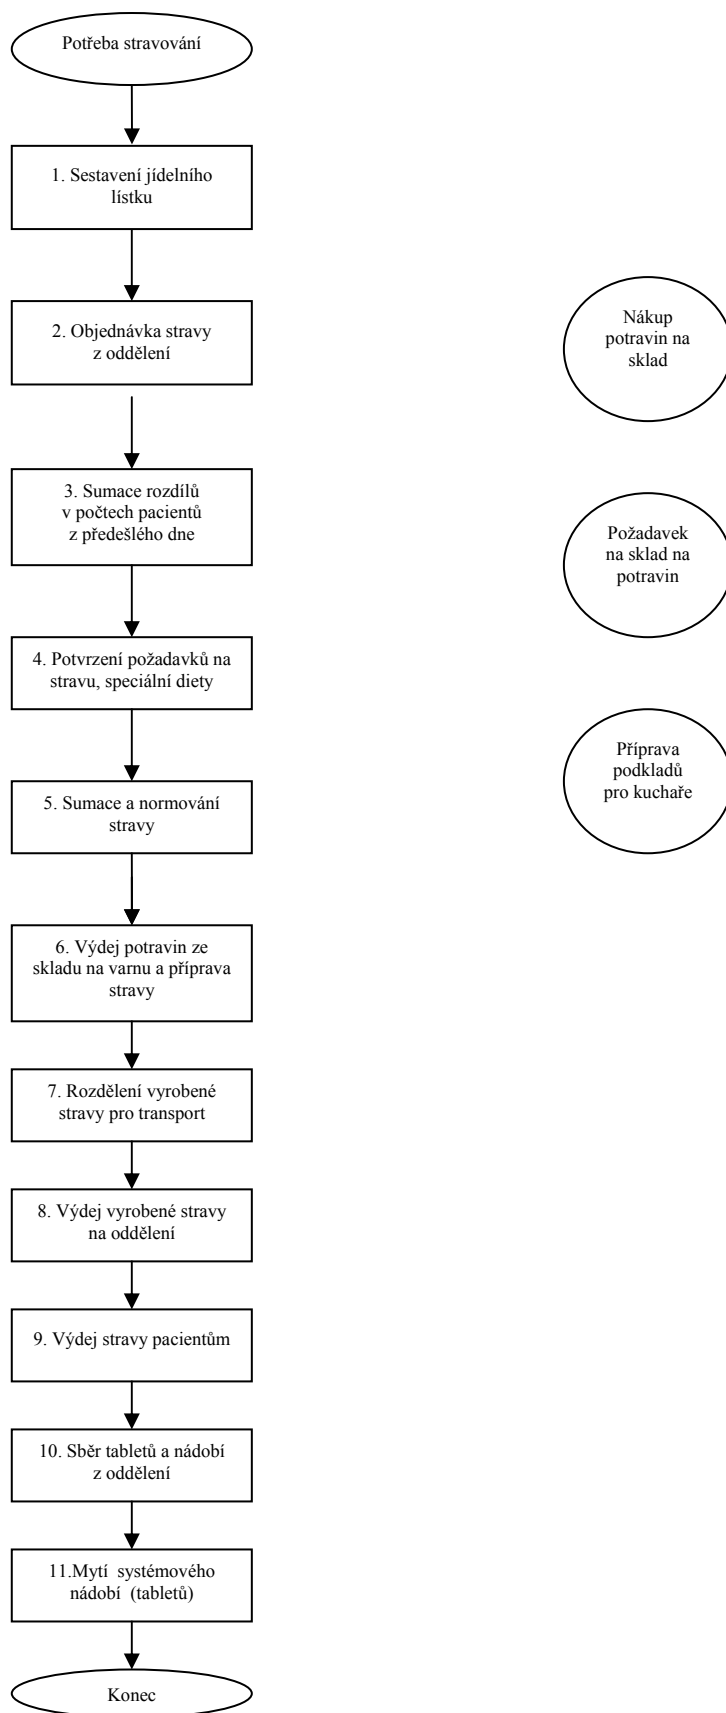 Potřeba stravování
1. Sestavení jídelního
lístku
2. Objednávka stravy
z oddělení
Nákup
potravin na
sklad
3. Sumace rozdílů
v počtech pacientů
z předešlého dne
Požadavek
na sklad na
potravin
4. Potvrzení požadavků na
stravu, speciální diety
Příprava
podkladů
pro kuchaře
5. Sumace a normování
stravy
6. Výdej potravin ze
skladu na varnu a příprava
stravy
7. Rozdělení vyrobené
stravy pro transport
8. Výdej vyrobené stravy
na oddělení
9. Výdej stravy pacientům
10. Sběr tabletů a nádobí
z oddělení
11.Mytí  systémového
nádobí  (tabletů)
Konec